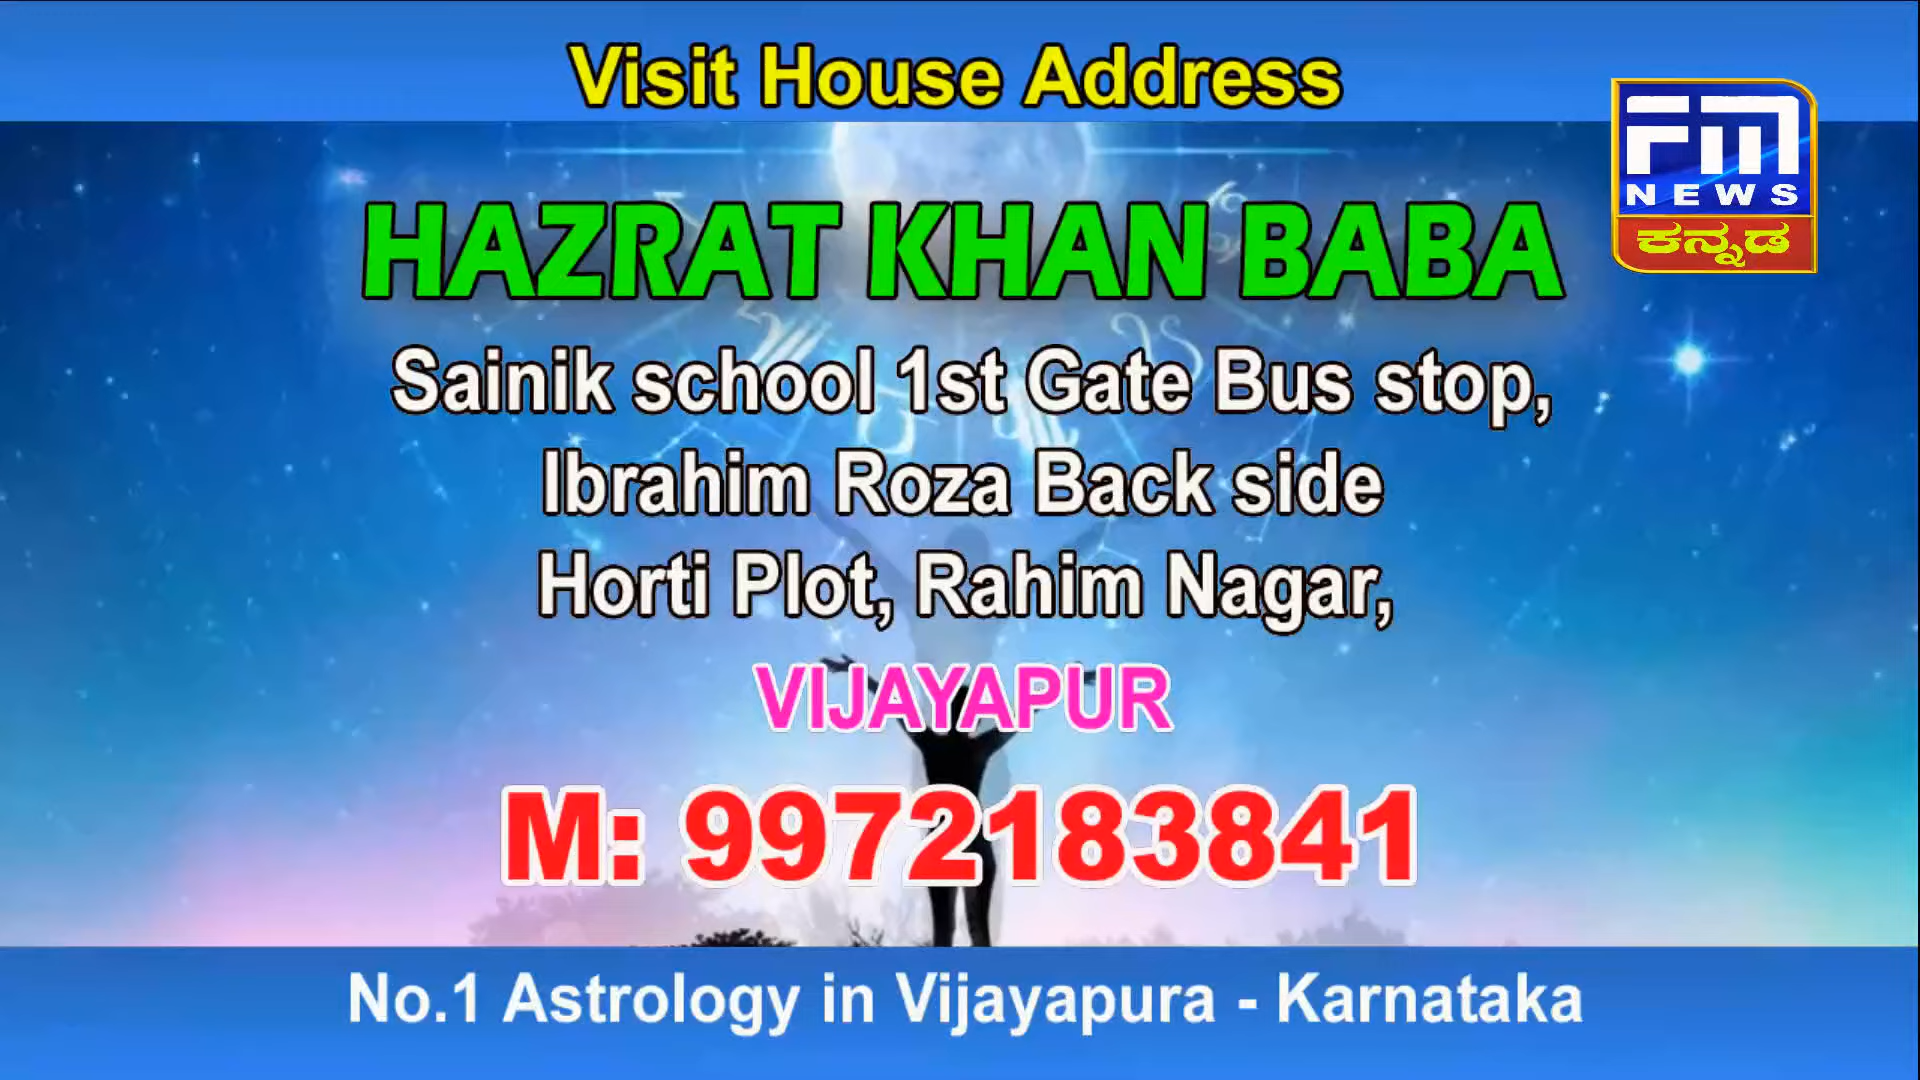 Visit House Address
FM
NEWS
ಕನ್ನಡ
HAZRAT KHAN BABA
Sainik school 1st Gate Bus stop,
Ibrahim Roza Back side
Horti Plot, Rahim Nagar,
VIJAYAPUR
M: 9972183841
No.1 Astrology in Vijayapura - Karnataka